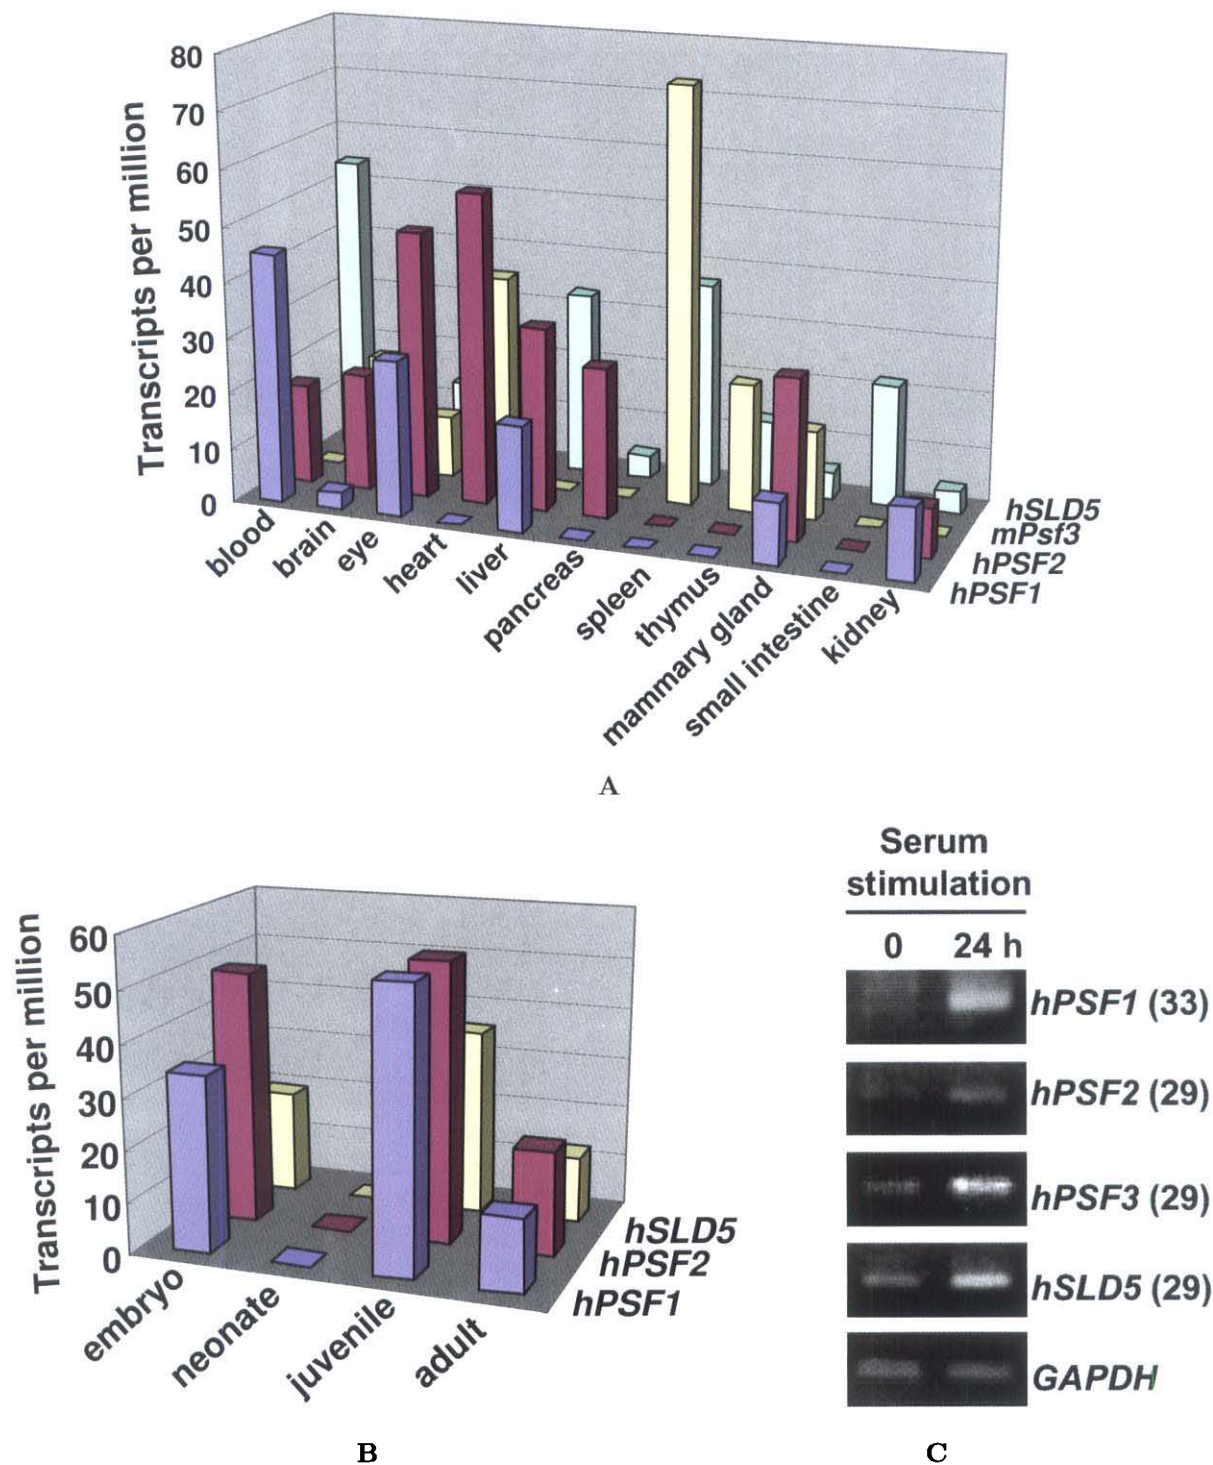 80
70
60
50
40
30
20
10
0
Transcripts per million
blood
brain
eye
heart
liver
pancreas
spleen
thymus
mammary gland
small intestine
kidney
hSLD5
mPsf3
hPSF2
hPSF1
A
60
50
40
30
20
10
0
Transcripts per million
embryo
neonate
juvenile
adult
hSLD5
hPSF2
hPSF1
B
Serum
stimulation
0 24 h
hPSF1 (33)
hPSF2 (29)
hPSF3 (29)
hSLD5 (29)
GAPDH
C